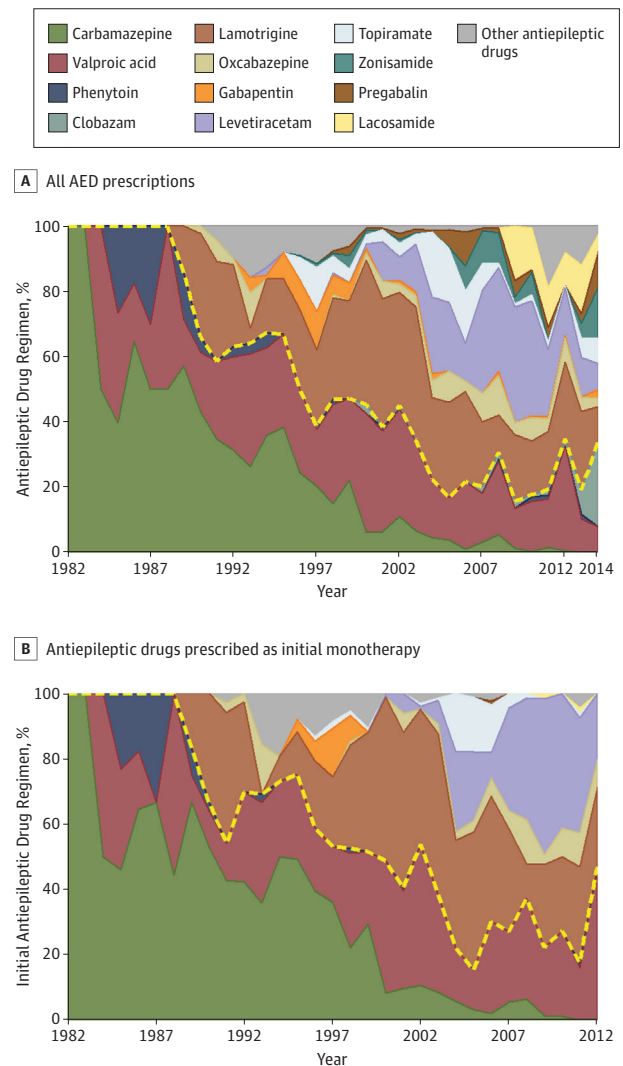 Carbamazepine
Valproic acid
Phenytoin
Clobazam
Lamotrigine
Oxcabazepine
Gabapentin
Levetiracetam
Topiramate
Zonisamide
Pregabalin
Lacosamide
Other antiepileptic
drugs
A All AED prescriptions
100
80
60
40
20
0
Antiepileptic Drug Regimen, %
1982 1987 1992 1997 2002 2007 2012 2014
Year
B Antiepileptic drugs prescribed as initial monotherapy
100
80
60
40
20
0
Initial Antiepileptic Drug Regimen, %
1982 1987 1992 1997 2002 2007 2012
Year